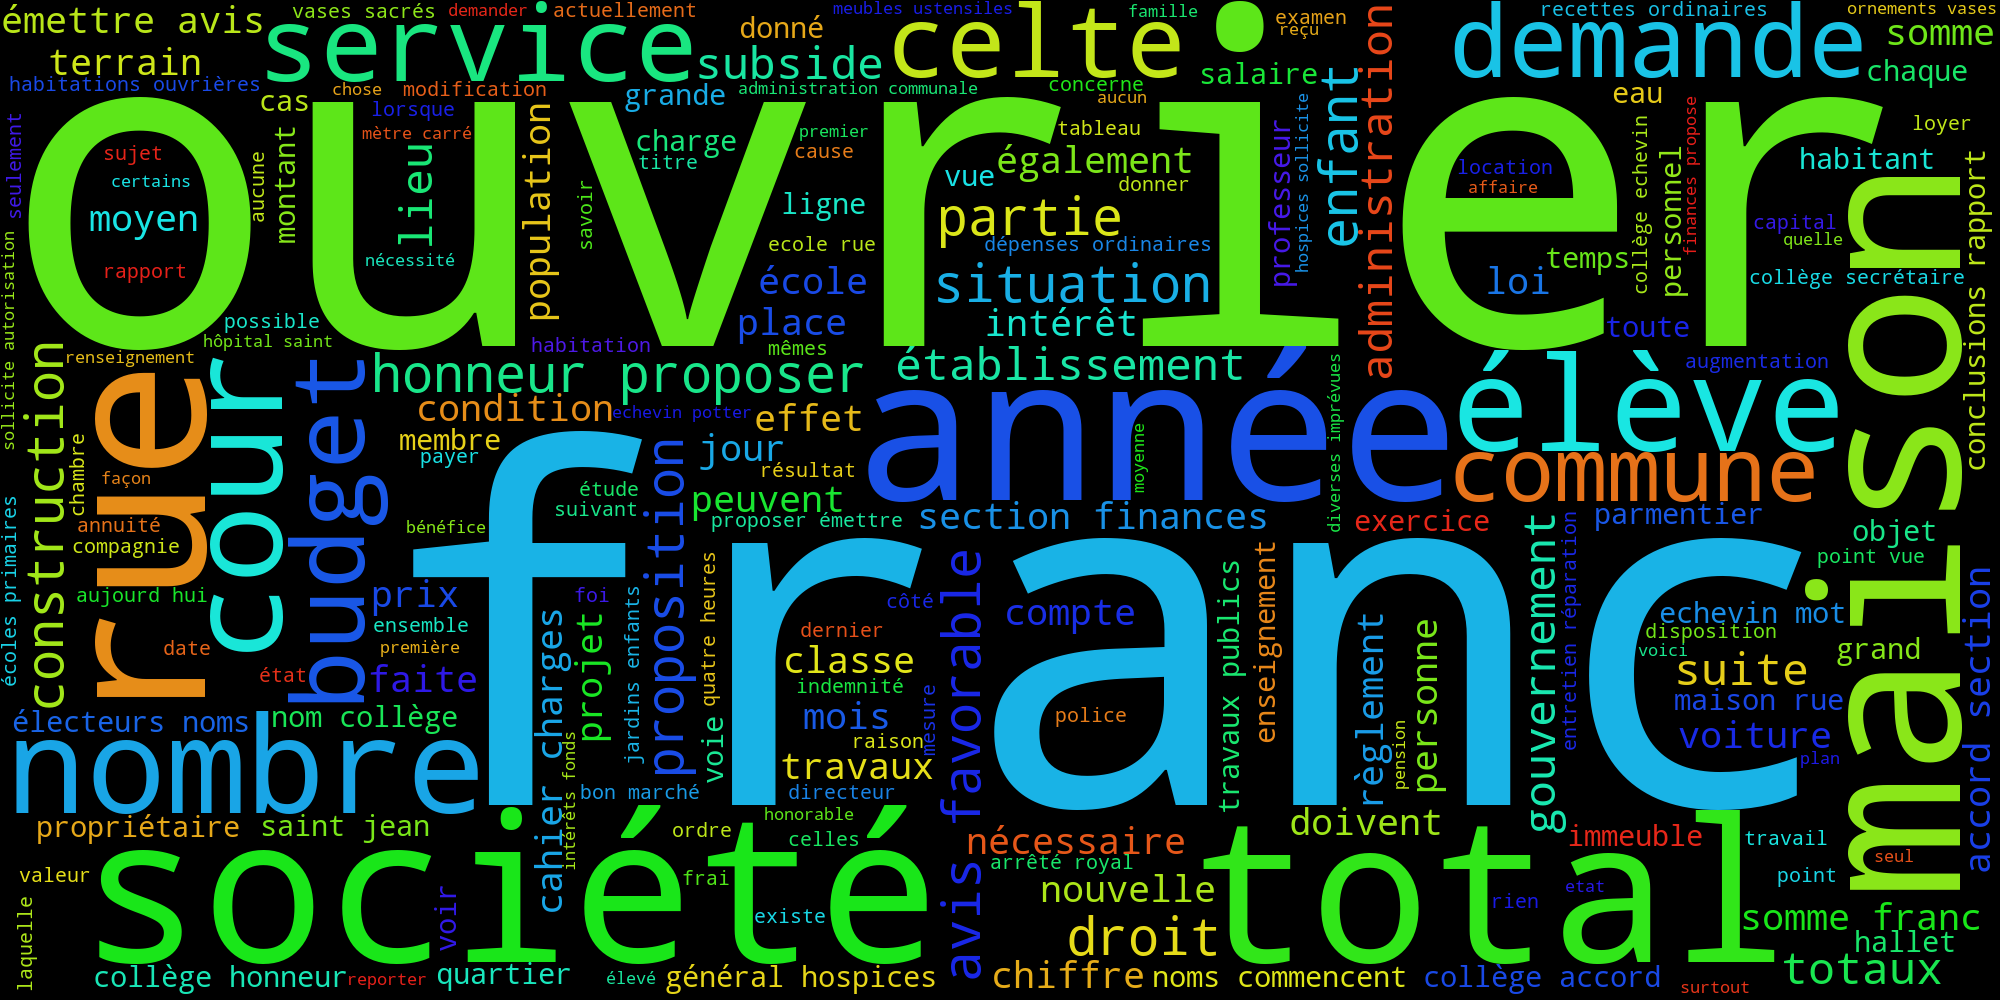 émettre avis
vases sacrés
demander
actuellement
meubles ustensiles
famille
examen
recettes ordinaires
ornements vases
service
donné
celte
reçu
demande
somme
terrain
subside
salaire
chaque
habitations ouvrières
chose
modification
grande
administration communale
concerne
enfant
administration
cas
lorsque
aucun
eau
ouvrier
mètre carré
population
charge
premier
tableau
loyer
seulement
sujet
montant
lieu
titre
cause
également
professeur
hospices sollicite
location
collège echevin
finances propose
habitant
certains
aucune
savoir
vue
donner
affaire
personnel
moyen
ligne
partie
capital
quelle
rapport
nécessité
ecole rue
dépenses ordinaires
temps
collège secrétaire
école
situation
loi
maison
conclusions rapport
sollicite autorisation
possible
place
intérêt
toute
hôpital saint
habitation
mêmes
renseignement
honneur proposer
établissement
augmentation
construction
rue
cour
budget
condition
echevin potter
effet
année
diverses imprévues
élève
membre
jour
moyenne
chambre
payer
résultat
commune
façon
étude
peuvent
proposition
suivant
écoles primaires
annuité
bénéfice
proposer émettre
section finances
exercice
parmentier
objet
compagnie
franc
point vue
aujourd hui
prix
foi
quatre heures
côté
avis favorable
compte
travaux publics
enseignement
gouvernement
entretien réparation
echevin mot
accord section
ensemble
cahier charges
projet
jardins enfants
dernier
règlement
personne
disposition
date
première
classe
voici
grand
état
faite
indemnité
suite
électeurs noms
nom collège
mois
mesure
police
maison rue
nombre
intérêts fonds
voie
raison
pension
voiture
travaux
plan
bon marché
directeur
propriétaire
saint jean
ordre
honorable
nécessaire
doivent
immeuble
travail
société
celles
total
seul
valeur
frai
arrêté royal
point
laquelle
voir
existe
nouvelle
etat
rien
somme franc
droit
hallet
collège honneur
reporter
quartier
élevé
général hospices
chiffre
noms commencent
collège accord
surtout
totaux